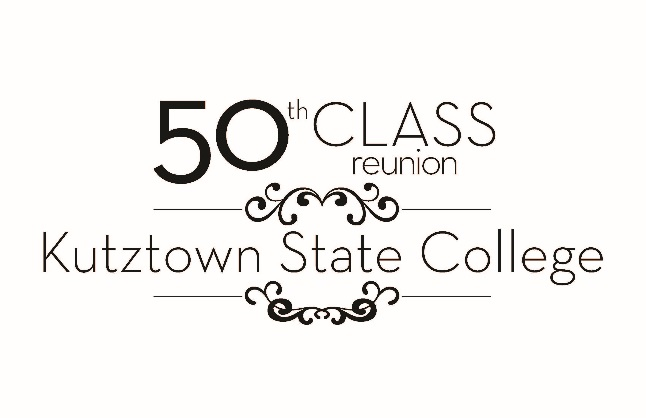 50th CLASS
reunion
Kutztown State College